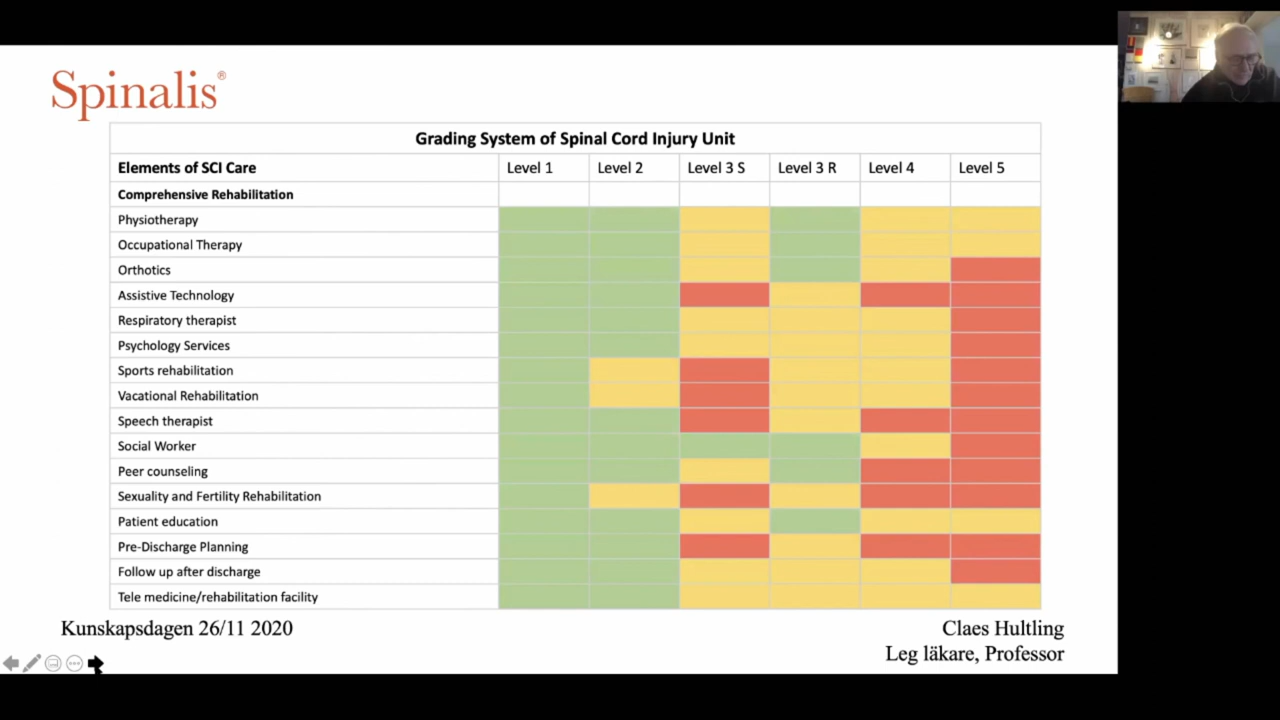 Spinalis®
Grading System of Spinal Cord Injury Unit
Elements of SCI Care Level 1 Level 2 Level 3 S Level 3 R Level 4 Level 5
Comprehensive Rehabilitation
Physiotherapy
Occupational Therapy
Orthotics
Assistive Technology
Respiratory therapist
Psychology Services
Sports rehabilitation
Vacational Rehabilitation
Speech therapist
Social Worker
Peer counseling
Sexuality and Fertility Rehabilitation
Patient education
Pre-Discharge Planning
Follow up after discharge
Tele medicine/rehabilitation facility
Kunskapsdagen 26/11 2020
Claes Hultling
Leg läkare, Professor